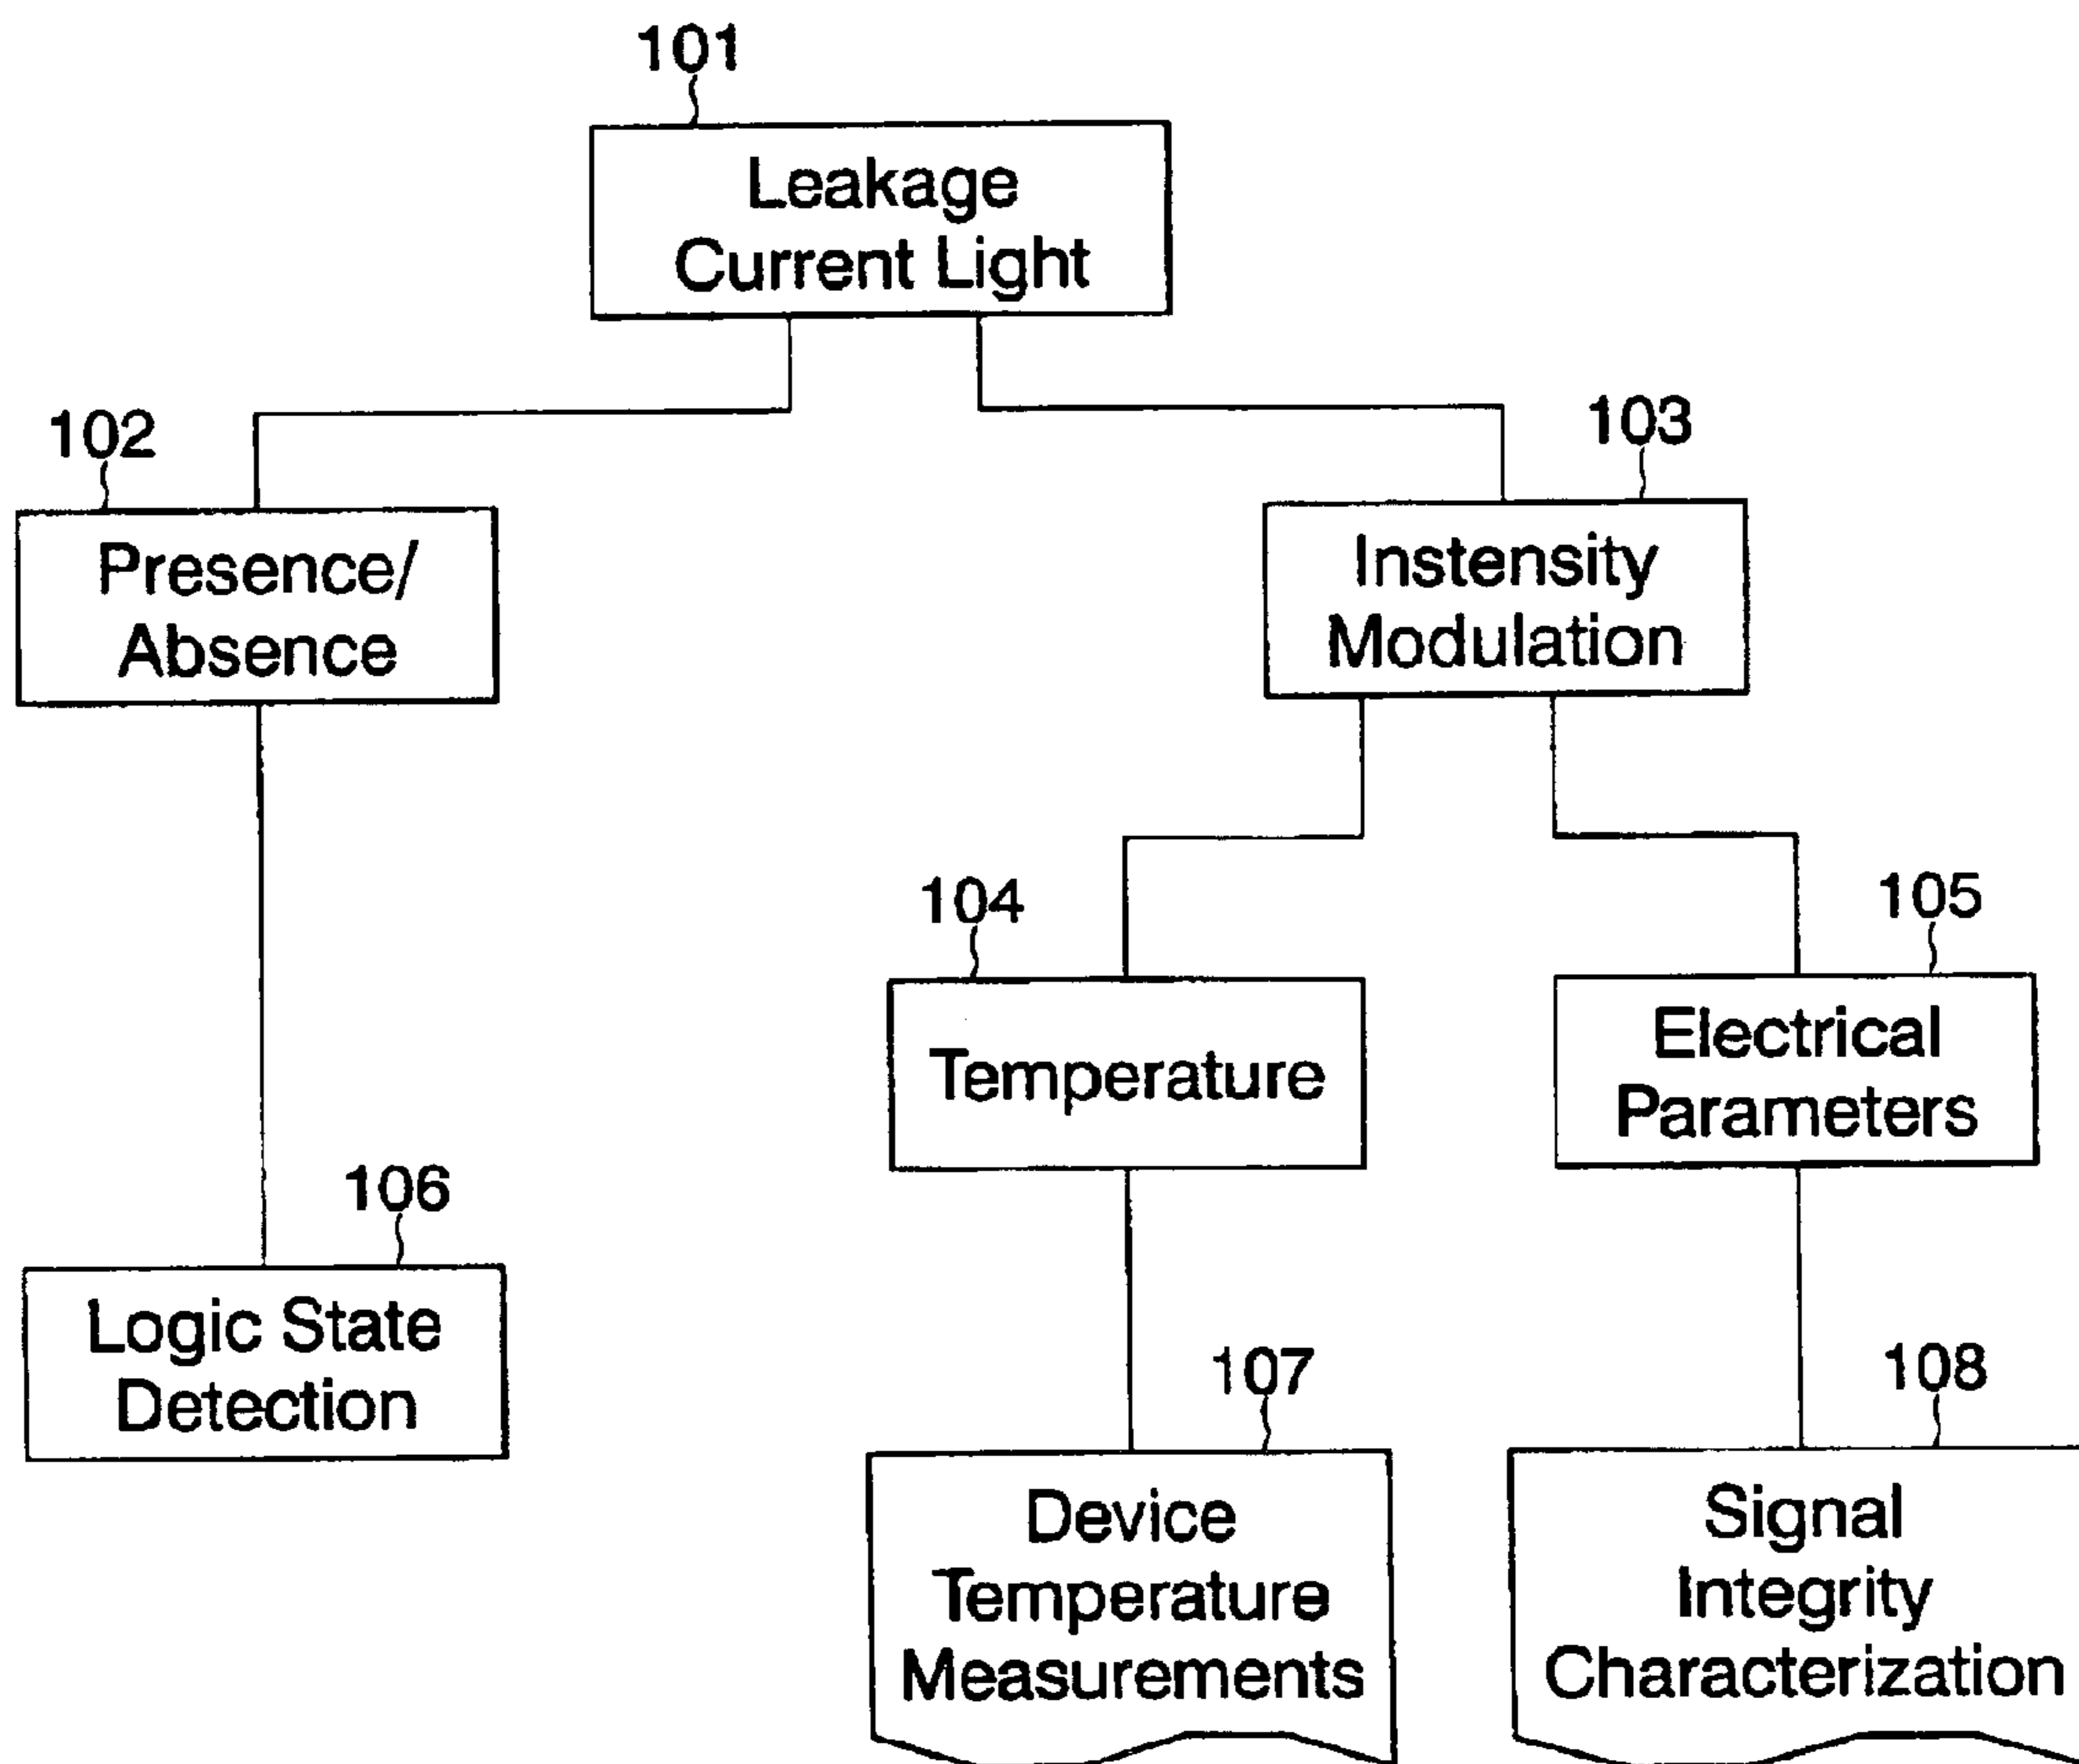 101
Leakage
Current Light
102
Presence/
Absence
103
Instensity
Modulation
104
Temperature
105
Electrical
Parameters
106
Logic State
Detection
107
Device
Temperature
Measurements
108
Signal
Integrity
Characterization